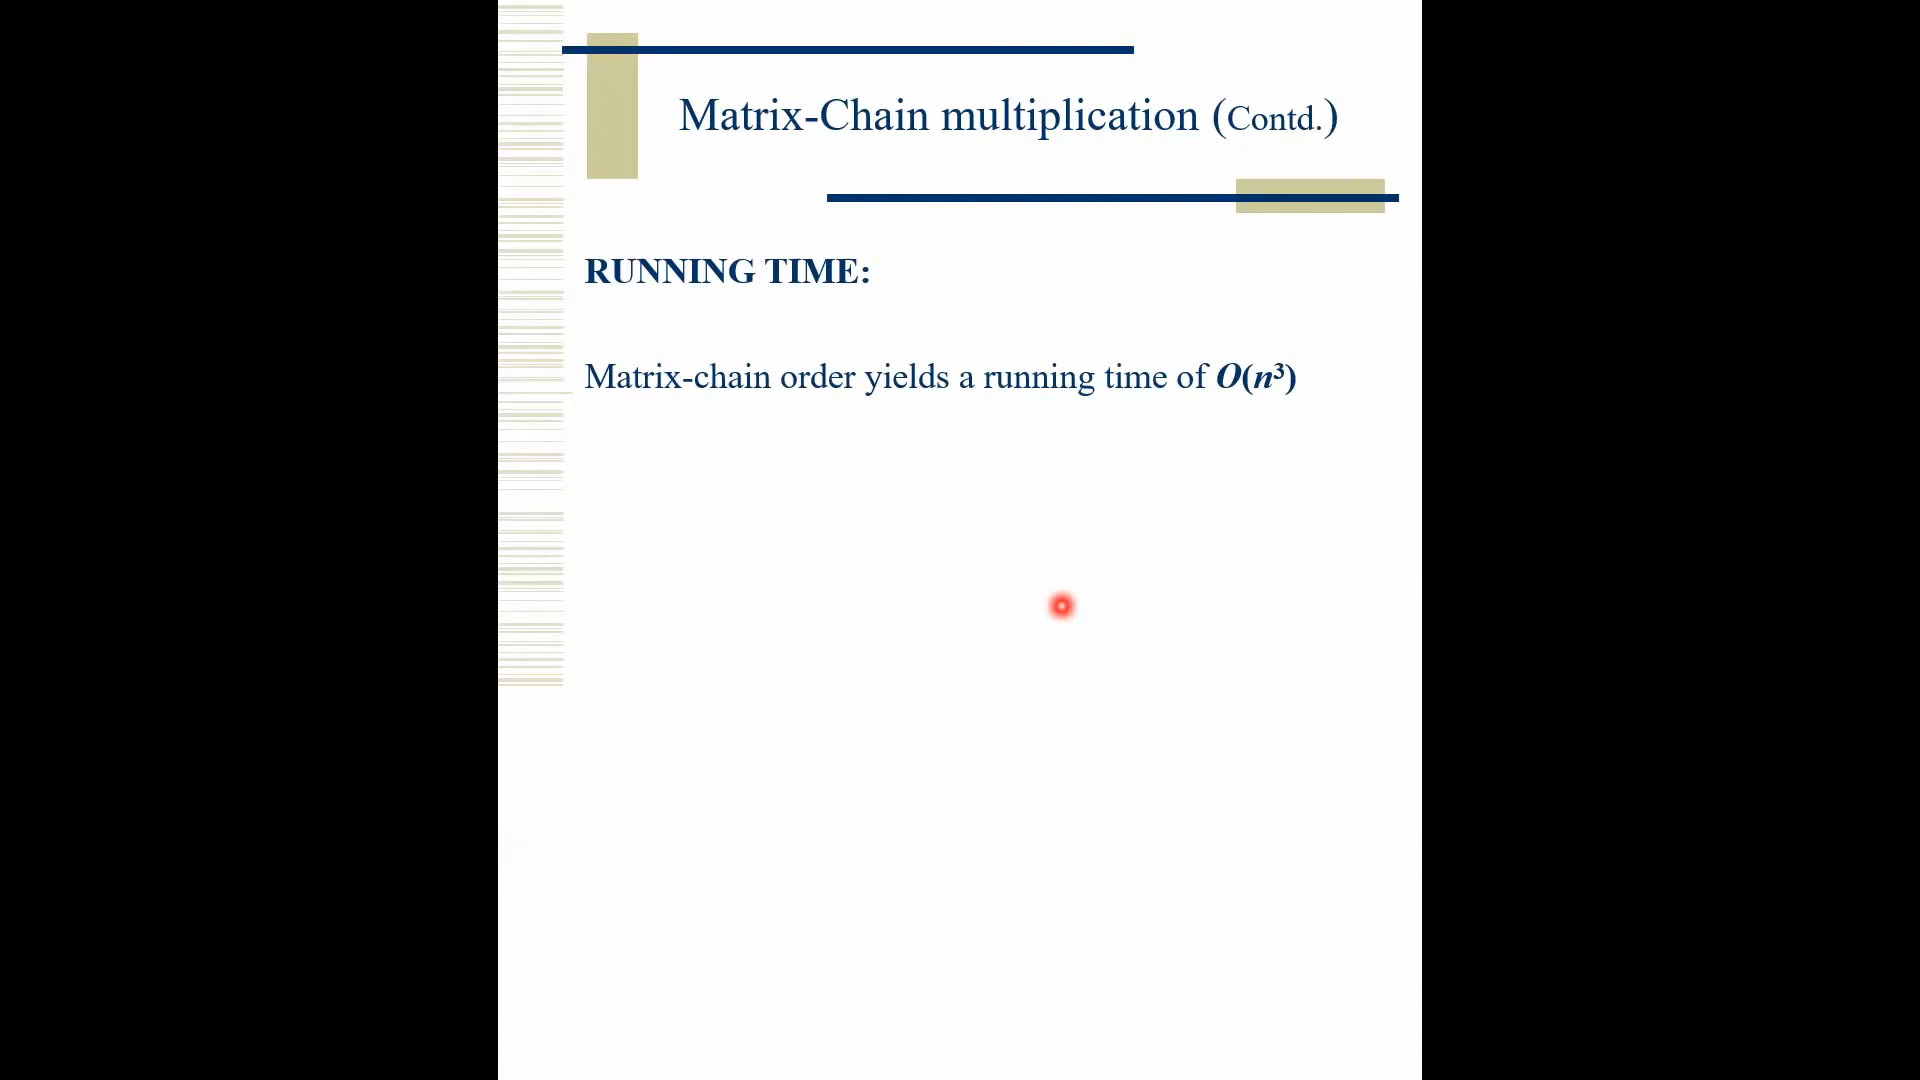 Matrix-Chain multiplication (Contd.)
RUNNING TIME:
Matrix-chain order yields a running time of O(n³)